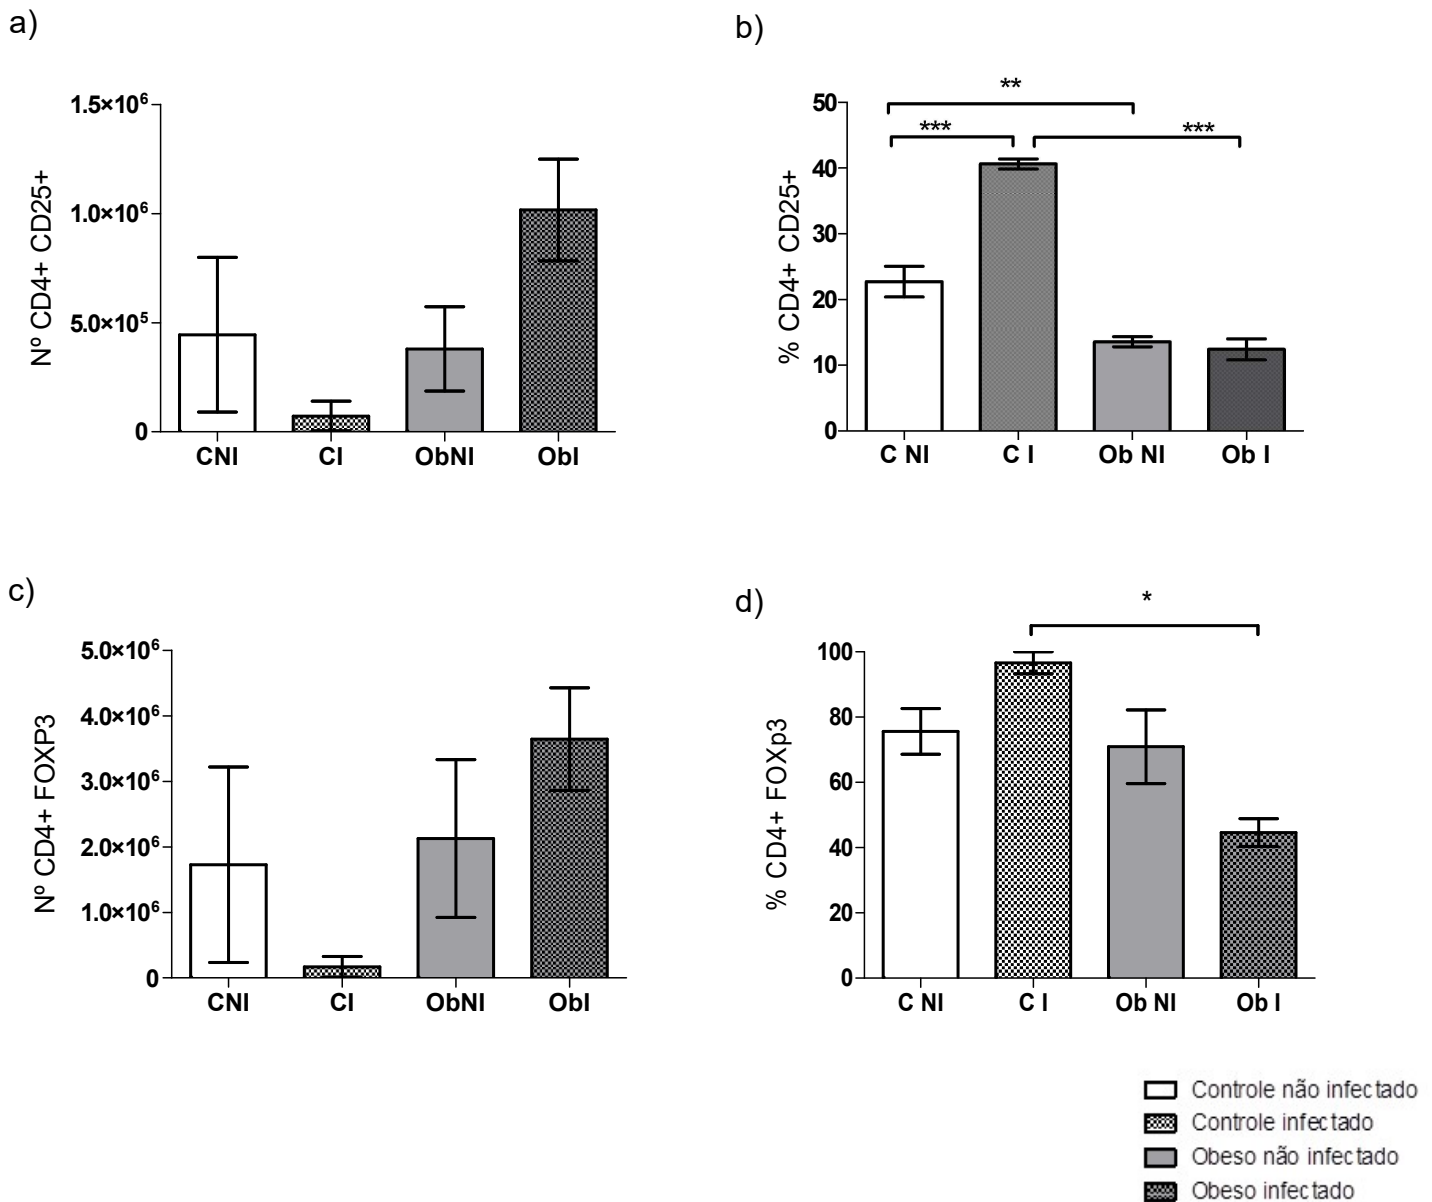 a)
Nº CD4+ CD25+
1.5×10⁶
1.0×10⁶
5.0×10⁵
0
CNI CI ObNI ObI
b)
% CD4+ CD25+
**
*** ***
50
40
30
20
10
0
C NI C I Ob NI Ob I
c)
Nº CD4+ FOXP3
5.0×10⁶
4.0×10⁶
3.0×10⁶
2.0×10⁶
1.0×10⁶
0
CNI CI ObNI ObI
d)
% CD4+ FOXp3
*
100
80
60
40
20
0
C NI C I Ob NI Ob I
Controle não infectado
Controle infectado
Obeso não infectado
Obeso infectado